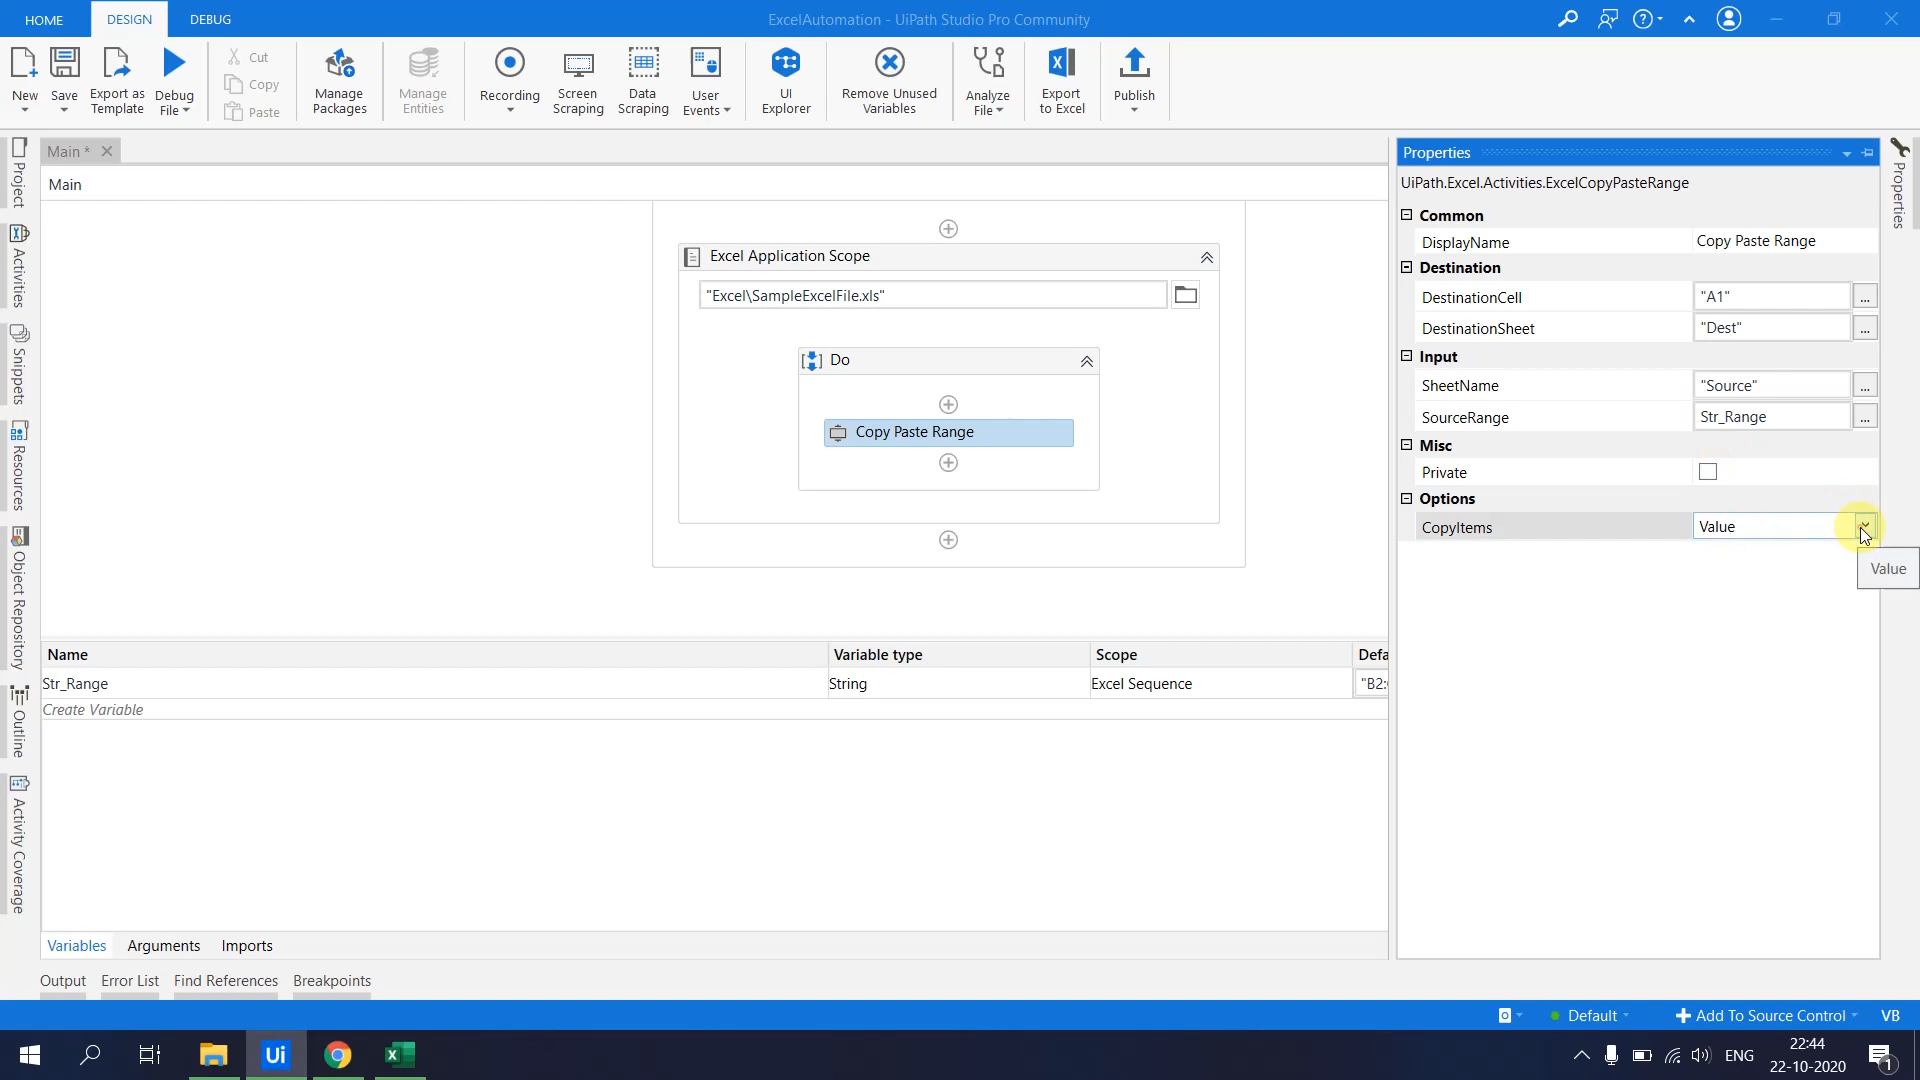 HOME
DESIGN
DEBUG
ExcelAutomation - UiPath Studio Pro Community
New
Save
Export as
Template
Debug
File
Cut
Copy
Paste
Manage
Packages
Manage
Entities
Recording
Screen
Scraping
Data
Scraping
User
Events
UI
Explorer
Remove Unused
Variables
Analyze
File
Export
to Excel
Publish
Project
Activities
Snippets
Resources
Object Repository
Outline
Activity Coverage
Main *
Main
Excel Application Scope
"Excel\SampleExcelFile.xls"
Do
Copy Paste Range
Name Variable type Scope Defa
Str_Range String Excel Sequence "B2:
Create Variable
Variables Arguments Imports
Output Error List Find References Breakpoints
Properties
UiPath.Excel.Activities.ExcelCopyPasteRange
Common
DisplayName Copy Paste Range
Destination
DestinationCell "A1" ...
DestinationSheet "Dest" ...
Input
SheetName "Source" ...
SourceRange Str_Range ...
Misc
Private
Options
CopyItems Value
Value
Properties
Default
Add To Source Control
VB
Ui
ENG
22:44
22-10-2020
1